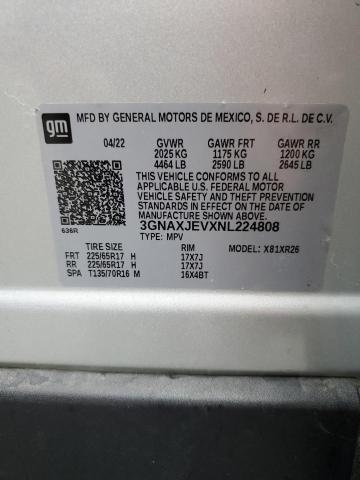 gm
MFD BY GENERAL MOTORS DE MEXICO, S. DE R.L. DE C.V.
04/22 GVWR GAWR FRT GAWR RR
2025 KG 1175 KG 1200 KG
4464 LB 2590 LB 2645 LB
THIS VEHICLE CONFORMS TO ALL
APPLICABLE U.S. FEDERAL MOTOR
VEHICLE SAFETY AND THEFT PREVENTION
STANDARDS IN EFFECT ON THE DATE OF
MANUFACTURE SHOWN ABOVE.
3GNAXJEVXNL224808
636R TYPE: MPV
TIRE SIZE RIM MODEL: X81XR26
FRT 225/65R17 H 17X7J
RR 225/65R17 H 17X7J
SPA T135/70R16 M 16X4BT